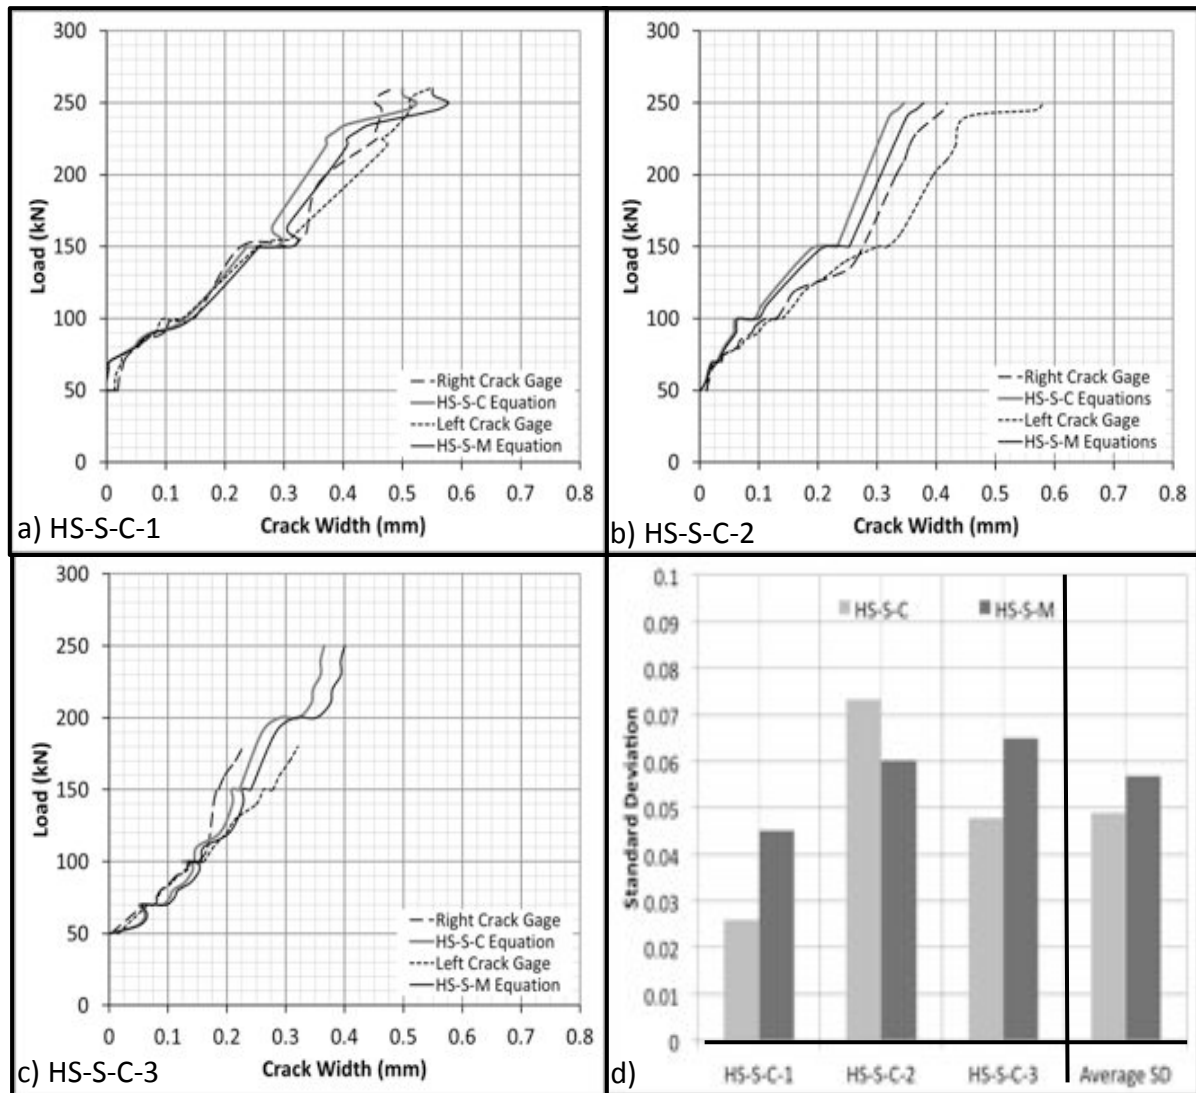 300
250
200
150
100
50
0
Load (kN)
Right Crack Gage
HS-S-C Equation
Left Crack Gage
HS-S-M Equation
0 0.1 0.2 0.3 0.4 0.5 0.6 0.7 0.8
Crack Width (mm)
a) HS-S-C-1
300
250
200
150
100
50
0
Load (kN)
Right Crack Gage
HS-S-C Equations
Left Crack Gage
HS-S-M Equations
0 0.1 0.2 0.3 0.4 0.5 0.6 0.7 0.8
Crack Width (mm)
b) HS-S-C-2
300
250
200
150
100
50
0
Load (kN)
Right Crack Gage
HS-S-C Equation
Left Crack Gage
HS-S-M Equation
0 0.1 0.2 0.3 0.4 0.5 0.6 0.7 0.8
Crack Width (mm)
c) HS-S-C-3
0.1
0.09
0.08
0.07
0.06
0.05
0.04
0.03
0.02
0.01
0
Standard Deviation
HS-S-C HS-S-M
HS-S-C-1 HS-S-C-2 HS-S-C-3 Average SD
d)